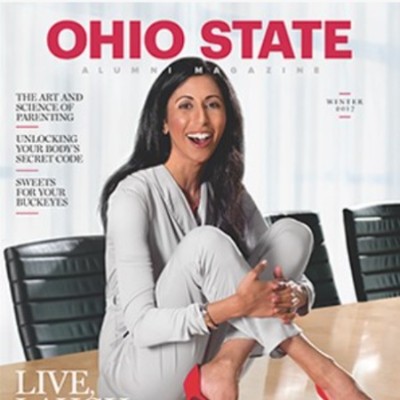 OHIO STATE
ALUMNI MAGAZINE
THE ART AND
SCIENCE OF
PARENTING
UNLOCKING
YOUR BODY'S
SECRET CODE
SWEETS
FOR YOUR
BUCKEYES
WINTER
2017
LIVE,
LAUGH